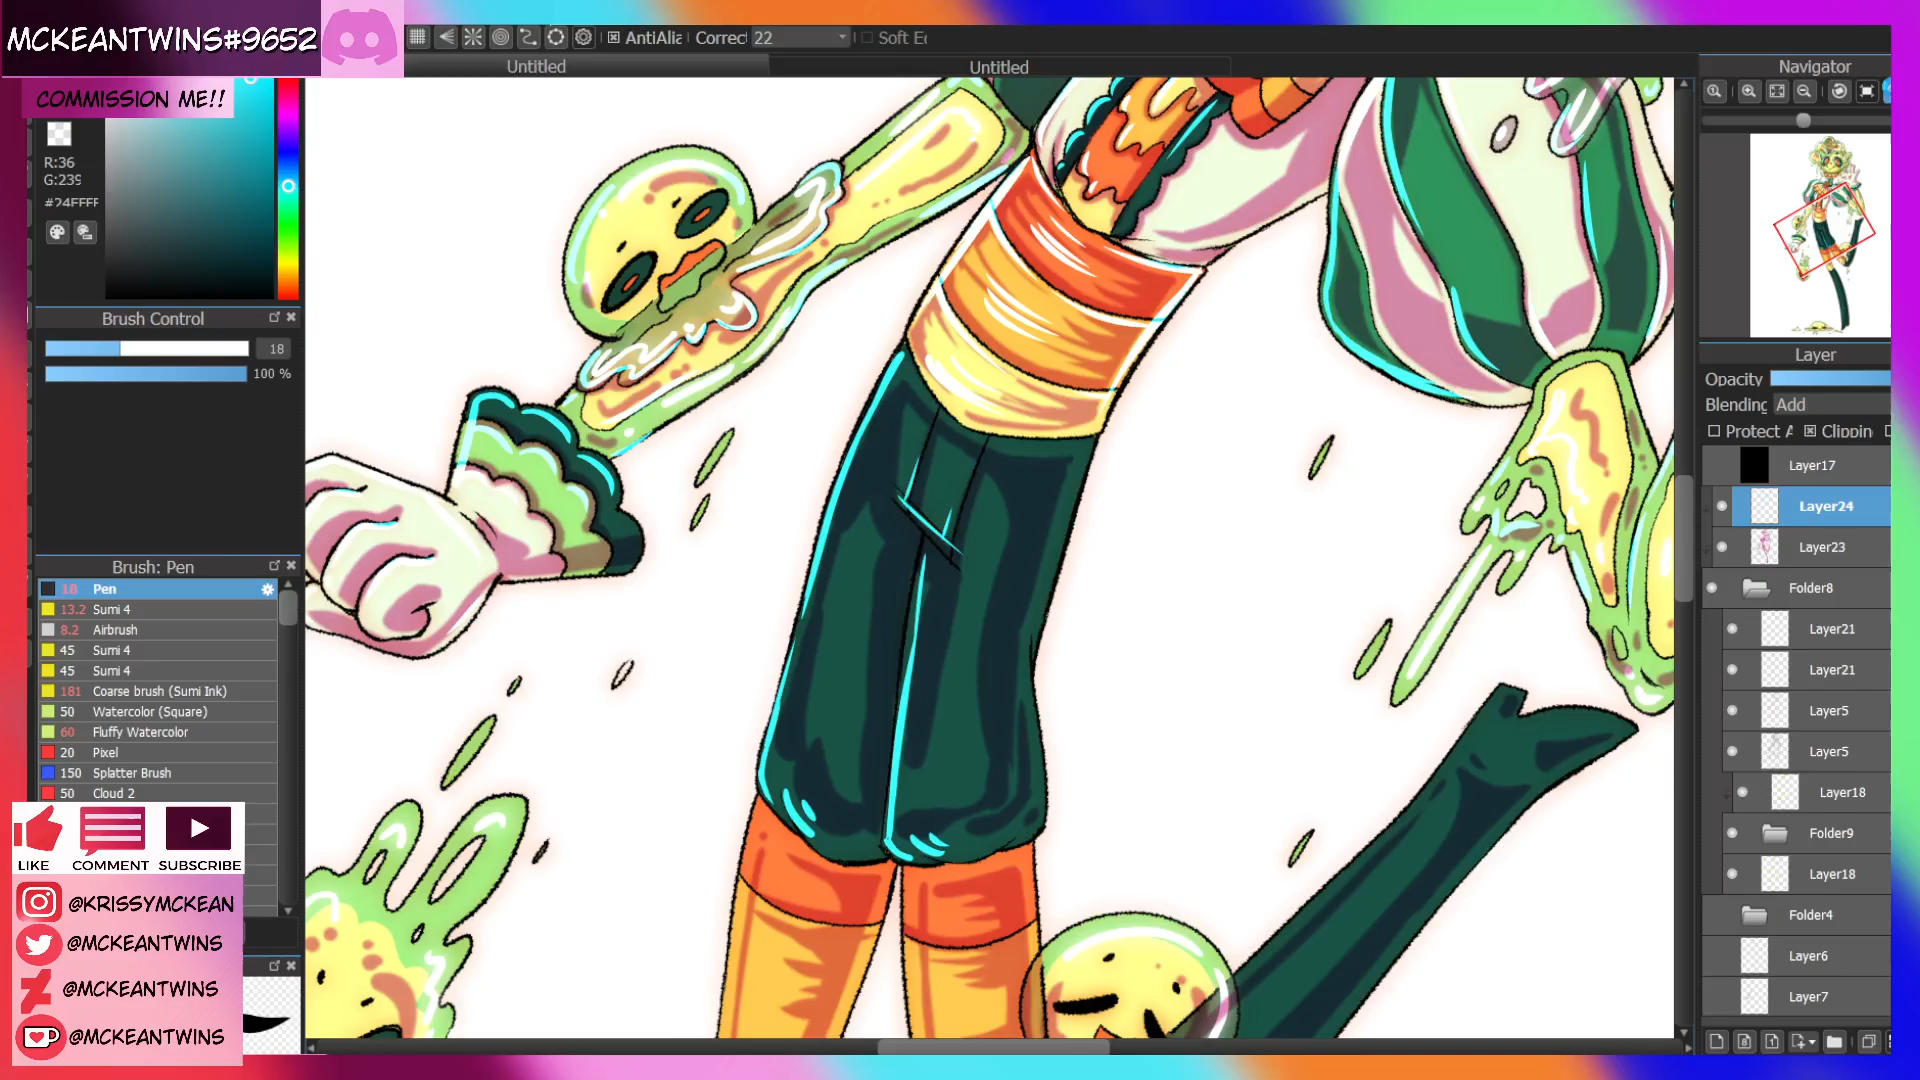 MCKEANTWINS#9652
COMMISSION ME!!
AntiAlia
Correct
22
Soft E
Untitled
Untitled
Navigator
R:36
G:239
#24EFFF
Brush Control
18
100 %
Brush: Pen
18 Pen
13.2 Sumi 4
8.2 Airbrush
45 Sumi 4
45 Sumi 4
181 Coarse brush (Sumi Ink)
50 Watercolor (Square)
60 Fluffy Watercolor
20 Pixel
150 Splatter Brush
50 Cloud 2
LIKE COMMENT SUBSCRIBE
@KRISSYMCKEAN
@MCKEANTWINS
@MCKEANTWINS
@MCKEANTWINS
Layer
Opacity
Blending Add
Protect A Clippin
Layer17
Layer24
Layer23
Folder8
Layer21
Layer21
Layer5
Layer5
Layer18
Folder9
Layer18
Folder4
Layer6
Layer7